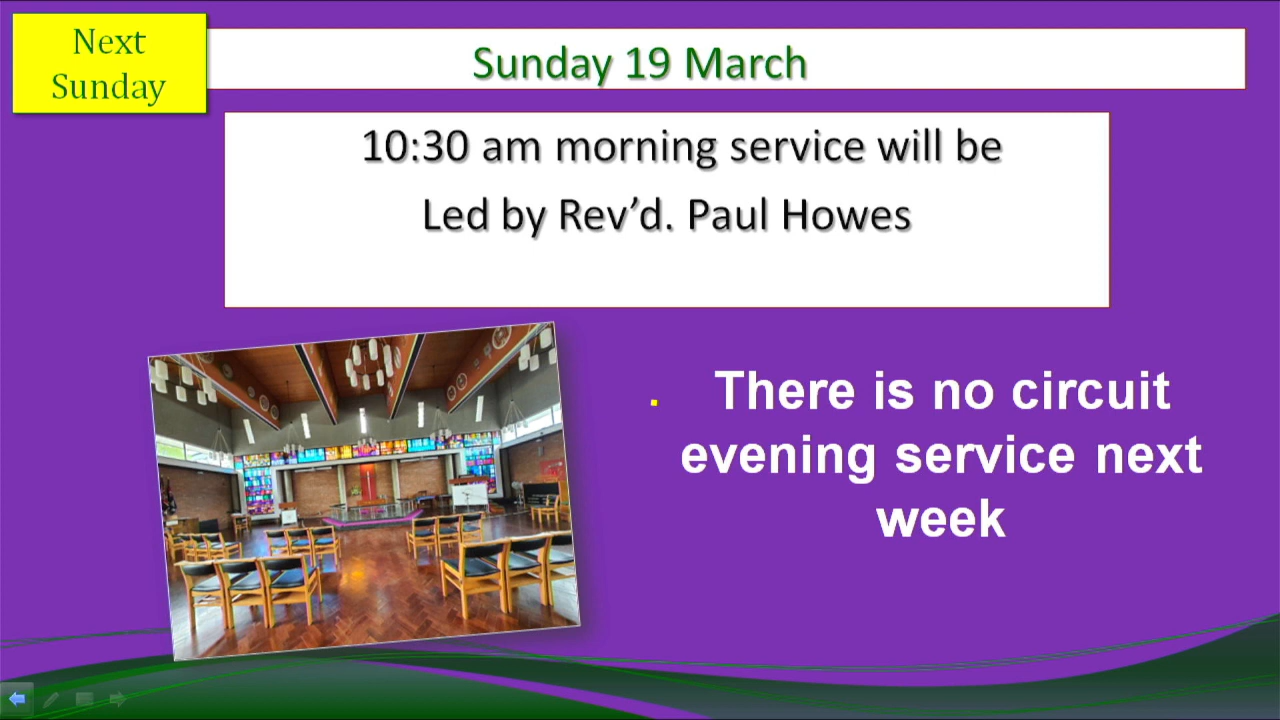 Next
Sunday
Sunday 19 March
10:30 am morning service will be
Led by Rev’d. Paul Howes
There is no circuit
evening service next
week